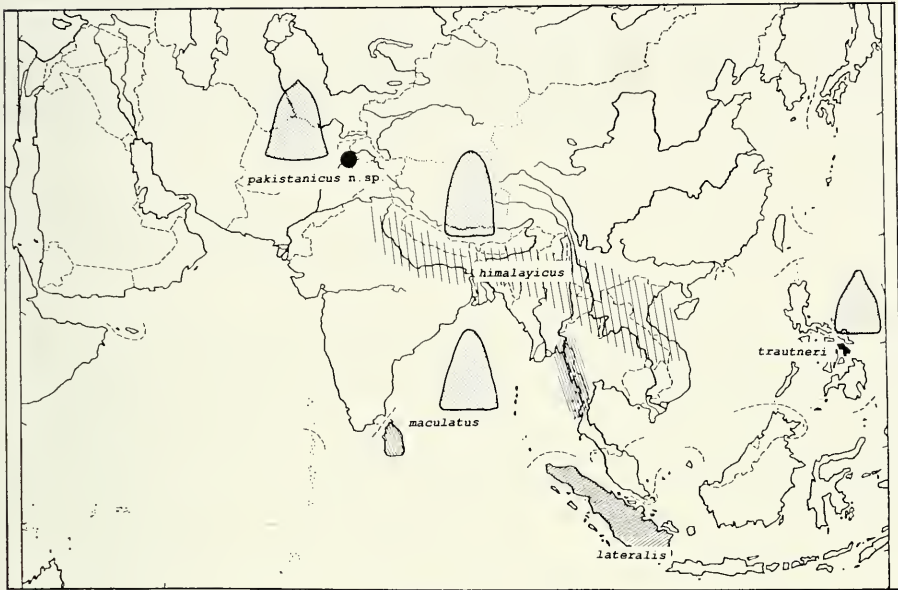 pakistanicus n.sp.
himalayicus
trautneri
maculatus
lateralis